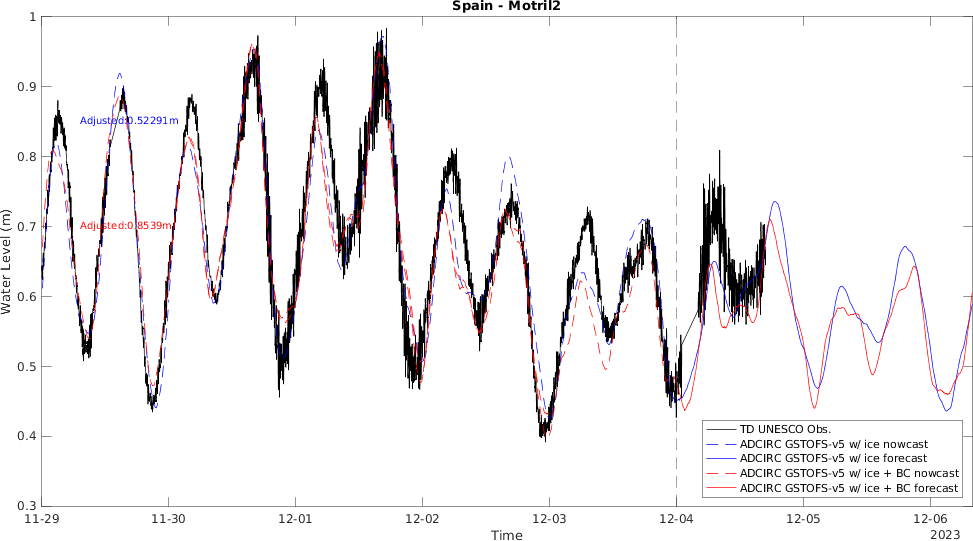 Spain - Motril2
1
0.9
0.8
0.7
0.6
0.5
0.4
0.3
Water Level (m)
Adjusted:0.52291m
Adjusted:0.8539m
TD UNESCO Obs.
ADCIRC GSTOFS-v5 w/ ice nowcast
ADCIRC GSTOFS-v5 w/ ice forecast
ADCIRC GSTOFS-v5 w/ ice + BC nowcast
ADCIRC GSTOFS-v5 w/ ice + BC forecast
11-29 11-30 12-01 12-02 12-03 12-04 12-05 12-06
Time
2023